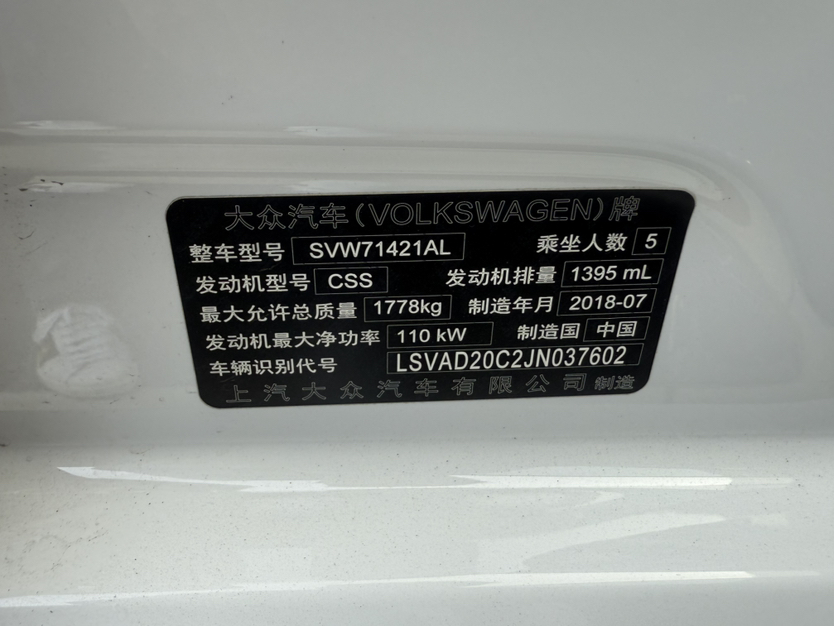 大众汽车(VOLKSWAGEN)牌
整车型号 SVW71421AL 乘坐人数 5
发动机型号 CSS 发动机排量 1395 mL
最大允许总质量 1778kg 制造年月 2018-07
发动机最大净功率 110 kW 制造国 中国
车辆识别代号 LSVAD20C2JN037602
上汽大众汽车有限公司 制造